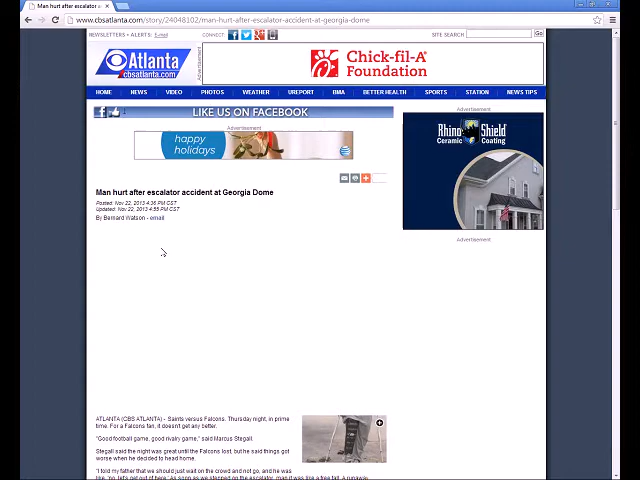 Man hurt after escalator a
www.cbsatlanta.com/story/24048102/man-hurt-after-escalator-accident-at-georgia-dome
NEWSLETTERS + ALERTS: E-mail
CONNECT:
SITE SEARCH
Go
Atlanta
cbsatlanta.com
Advertisement
Chick-fil-A
Foundation
HOME NEWS VIDEO PHOTOS WEATHER UREPORT BMA BETTER HEALTH SPORTS STATION NEWS TIPS
LIKE US ON FACEBOOK
Advertisement
happy
holidays
at&t
Advertisement
Rhino Shield
Ceramic Coating
Advertisement
Man hurt after escalator accident at Georgia Dome
Posted: Nov 22, 2013 4:36 PM CST
Updated: Nov 22, 2013 4:55 PM CST
By Bernard Watson - email
ATLANTA (CBS ATLANTA) - Saints versus Falcons. Thursday night, in prime
time. For a Falcons fan, it doesn't get any better.
"Good football game, good rivalry game," said Marcus Stegall.
Stegall said the night was great until the Falcons lost, but he said things got
worse when he decided to head home.
"I told my father that we should just wait on the crowd and not go, and he was
like, 'no, let's get out of here.' As soon as we stepped on the escalator, man it was like a free fall. A runaway